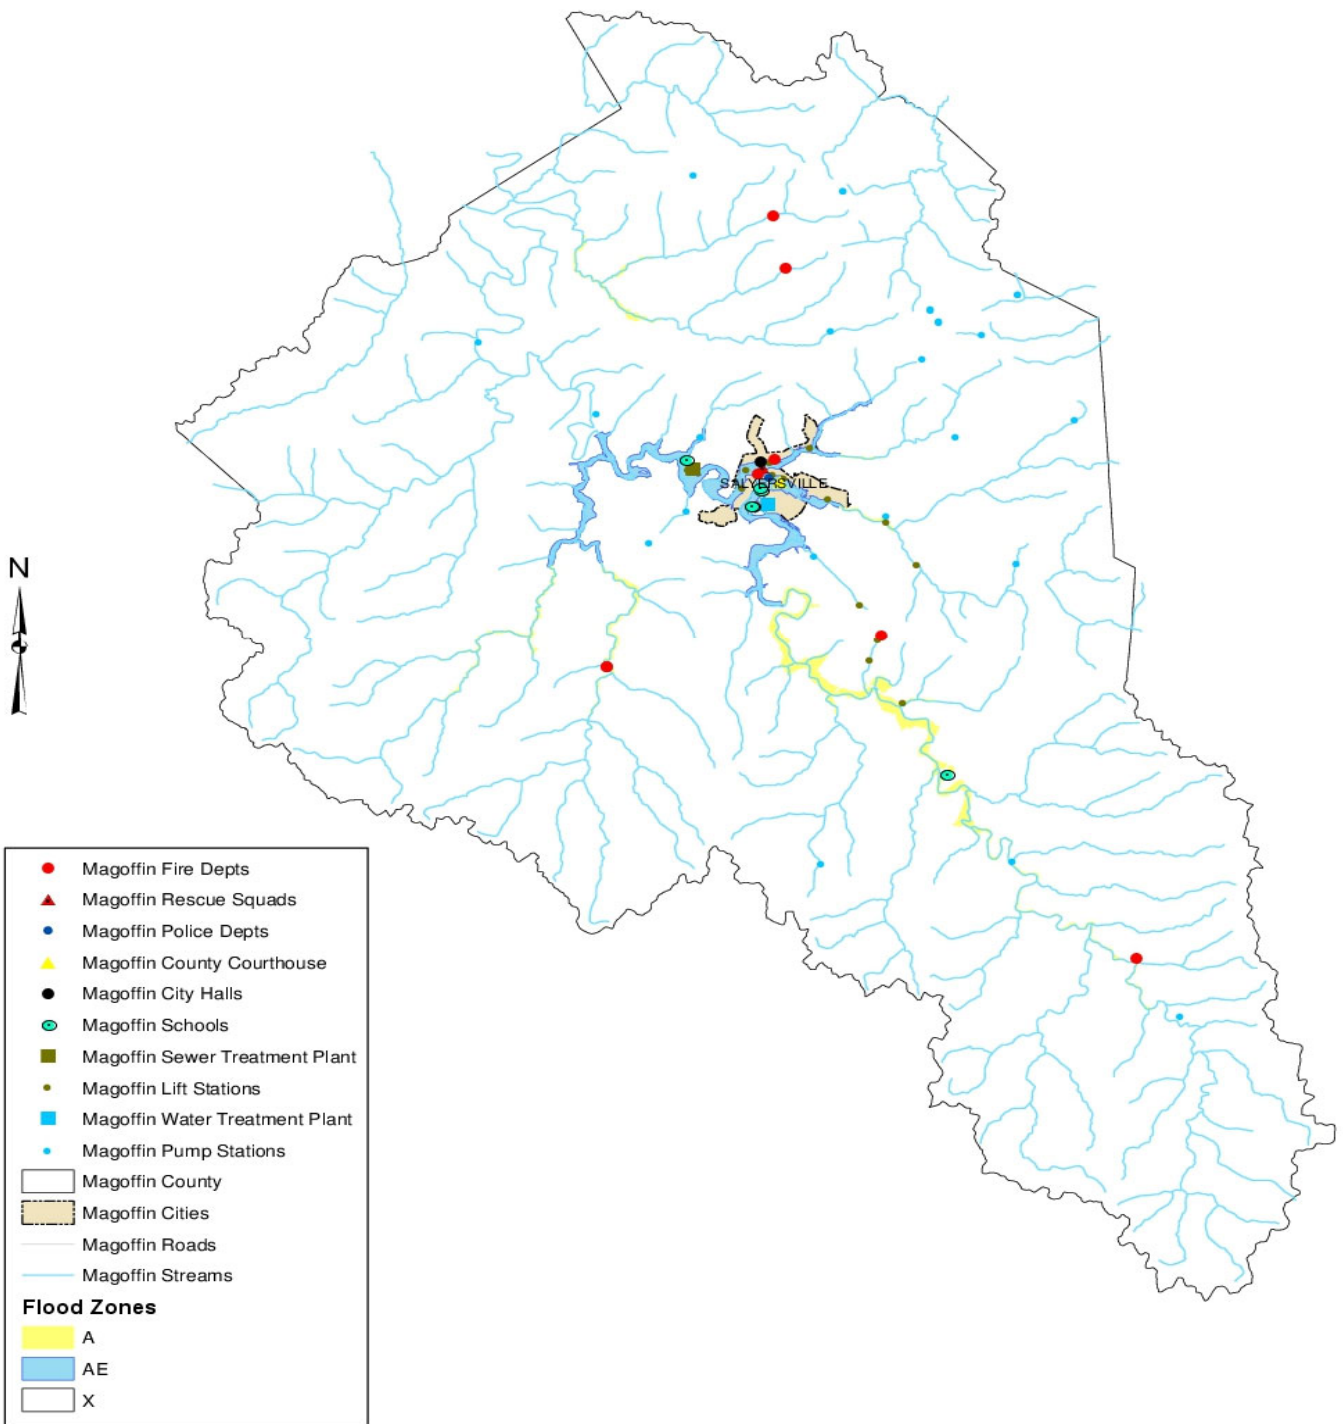 SALYERSVILLE
N
Magoffin Fire Depts
Magoffin Rescue Squads
Magoffin Police Depts
Magoffin County Courthouse
Magoffin City Halls
Magoffin Schools
Magoffin Sewer Treatment Plant
Magoffin Lift Stations
Magoffin Water Treatment Plant
Magoffin Pump Stations
Magoffin County
Magoffin Cities
Magoffin Roads
Magoffin Streams
Flood Zones
A
AE
X